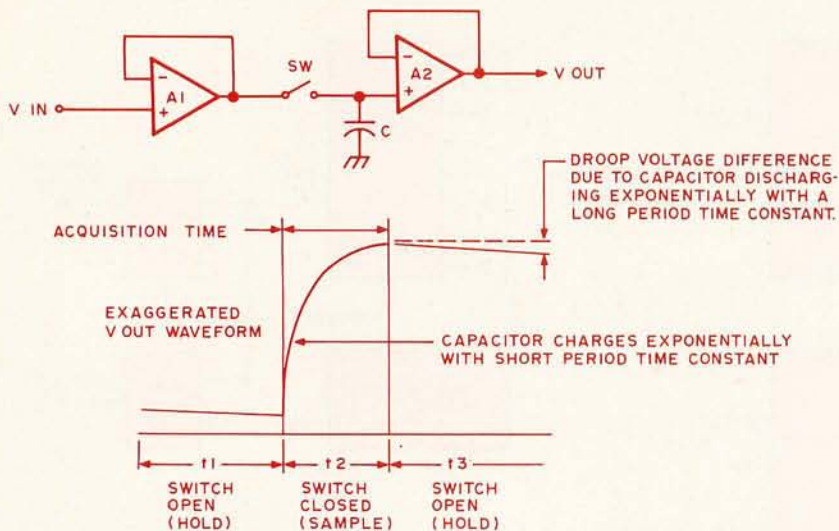 SW
A1
A2
V IN
V OUT
C
-
+
-
+
DROOP VOLTAGE DIFFERENCE
DUE TO CAPACITOR DISCHARG-
ING EXPONENTIALLY WITH A
LONG PERIOD TIME CONSTANT.
ACQUISITION TIME
EXAGGERATED
V OUT WAVEFORM
CAPACITOR CHARGES EXPONENTIALLY
WITH SHORT PERIOD TIME CONSTANT
t1
t2
t3
SWITCH
OPEN
(HOLD)
SWITCH
CLOSED
(SAMPLE)
SWITCH
OPEN
(HOLD)